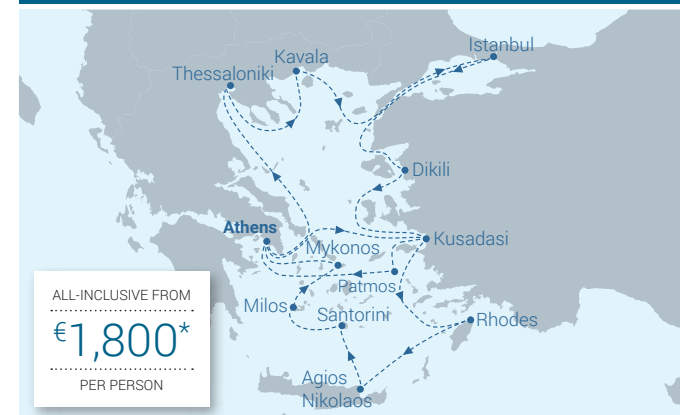 Istanbul
Kavala
Thessaloniki
Dikili
Athens
Kusadasi
Mykonos
Patmos
Milos
Santorini
Rhodes
Agios
Nikolaos
ALL-INCLUSIVE FROM
€1,800*
PER PERSON